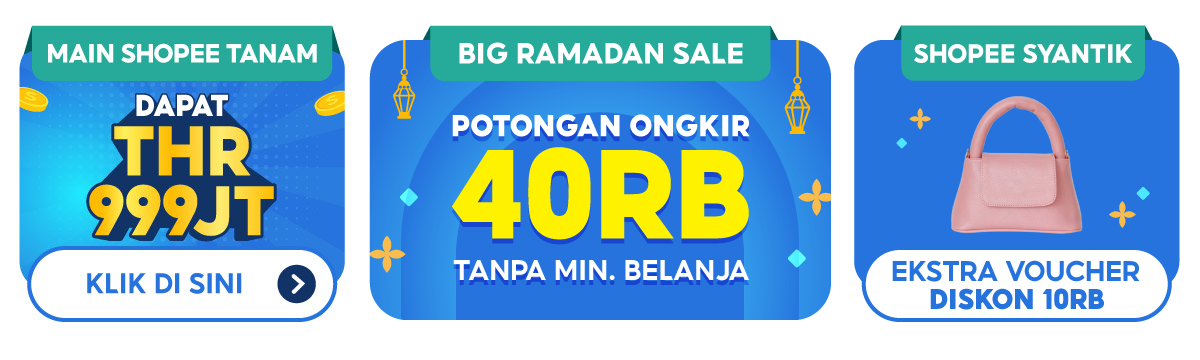 MAIN SHOPEE TANAM
DAPAT
THR
999JT
KLIK DI SINI
BIG RAMADAN SALE
POTONGAN ONGKIR
40RB
TANPA MIN. BELANJA
SHOPEE SYANTIK
EKSTRA VOUCHER
DISKON 10RB